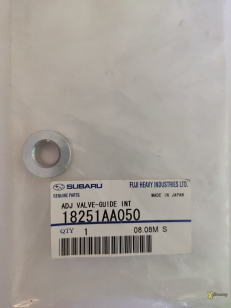 SUBARU
FUJI HEAVY INDUSTRIES LTD.
GENUINE PARTS
MADE IN JAPAN
ADJ VALVE-GUIDE INT
18251AA050
QTY 1 08.08M S